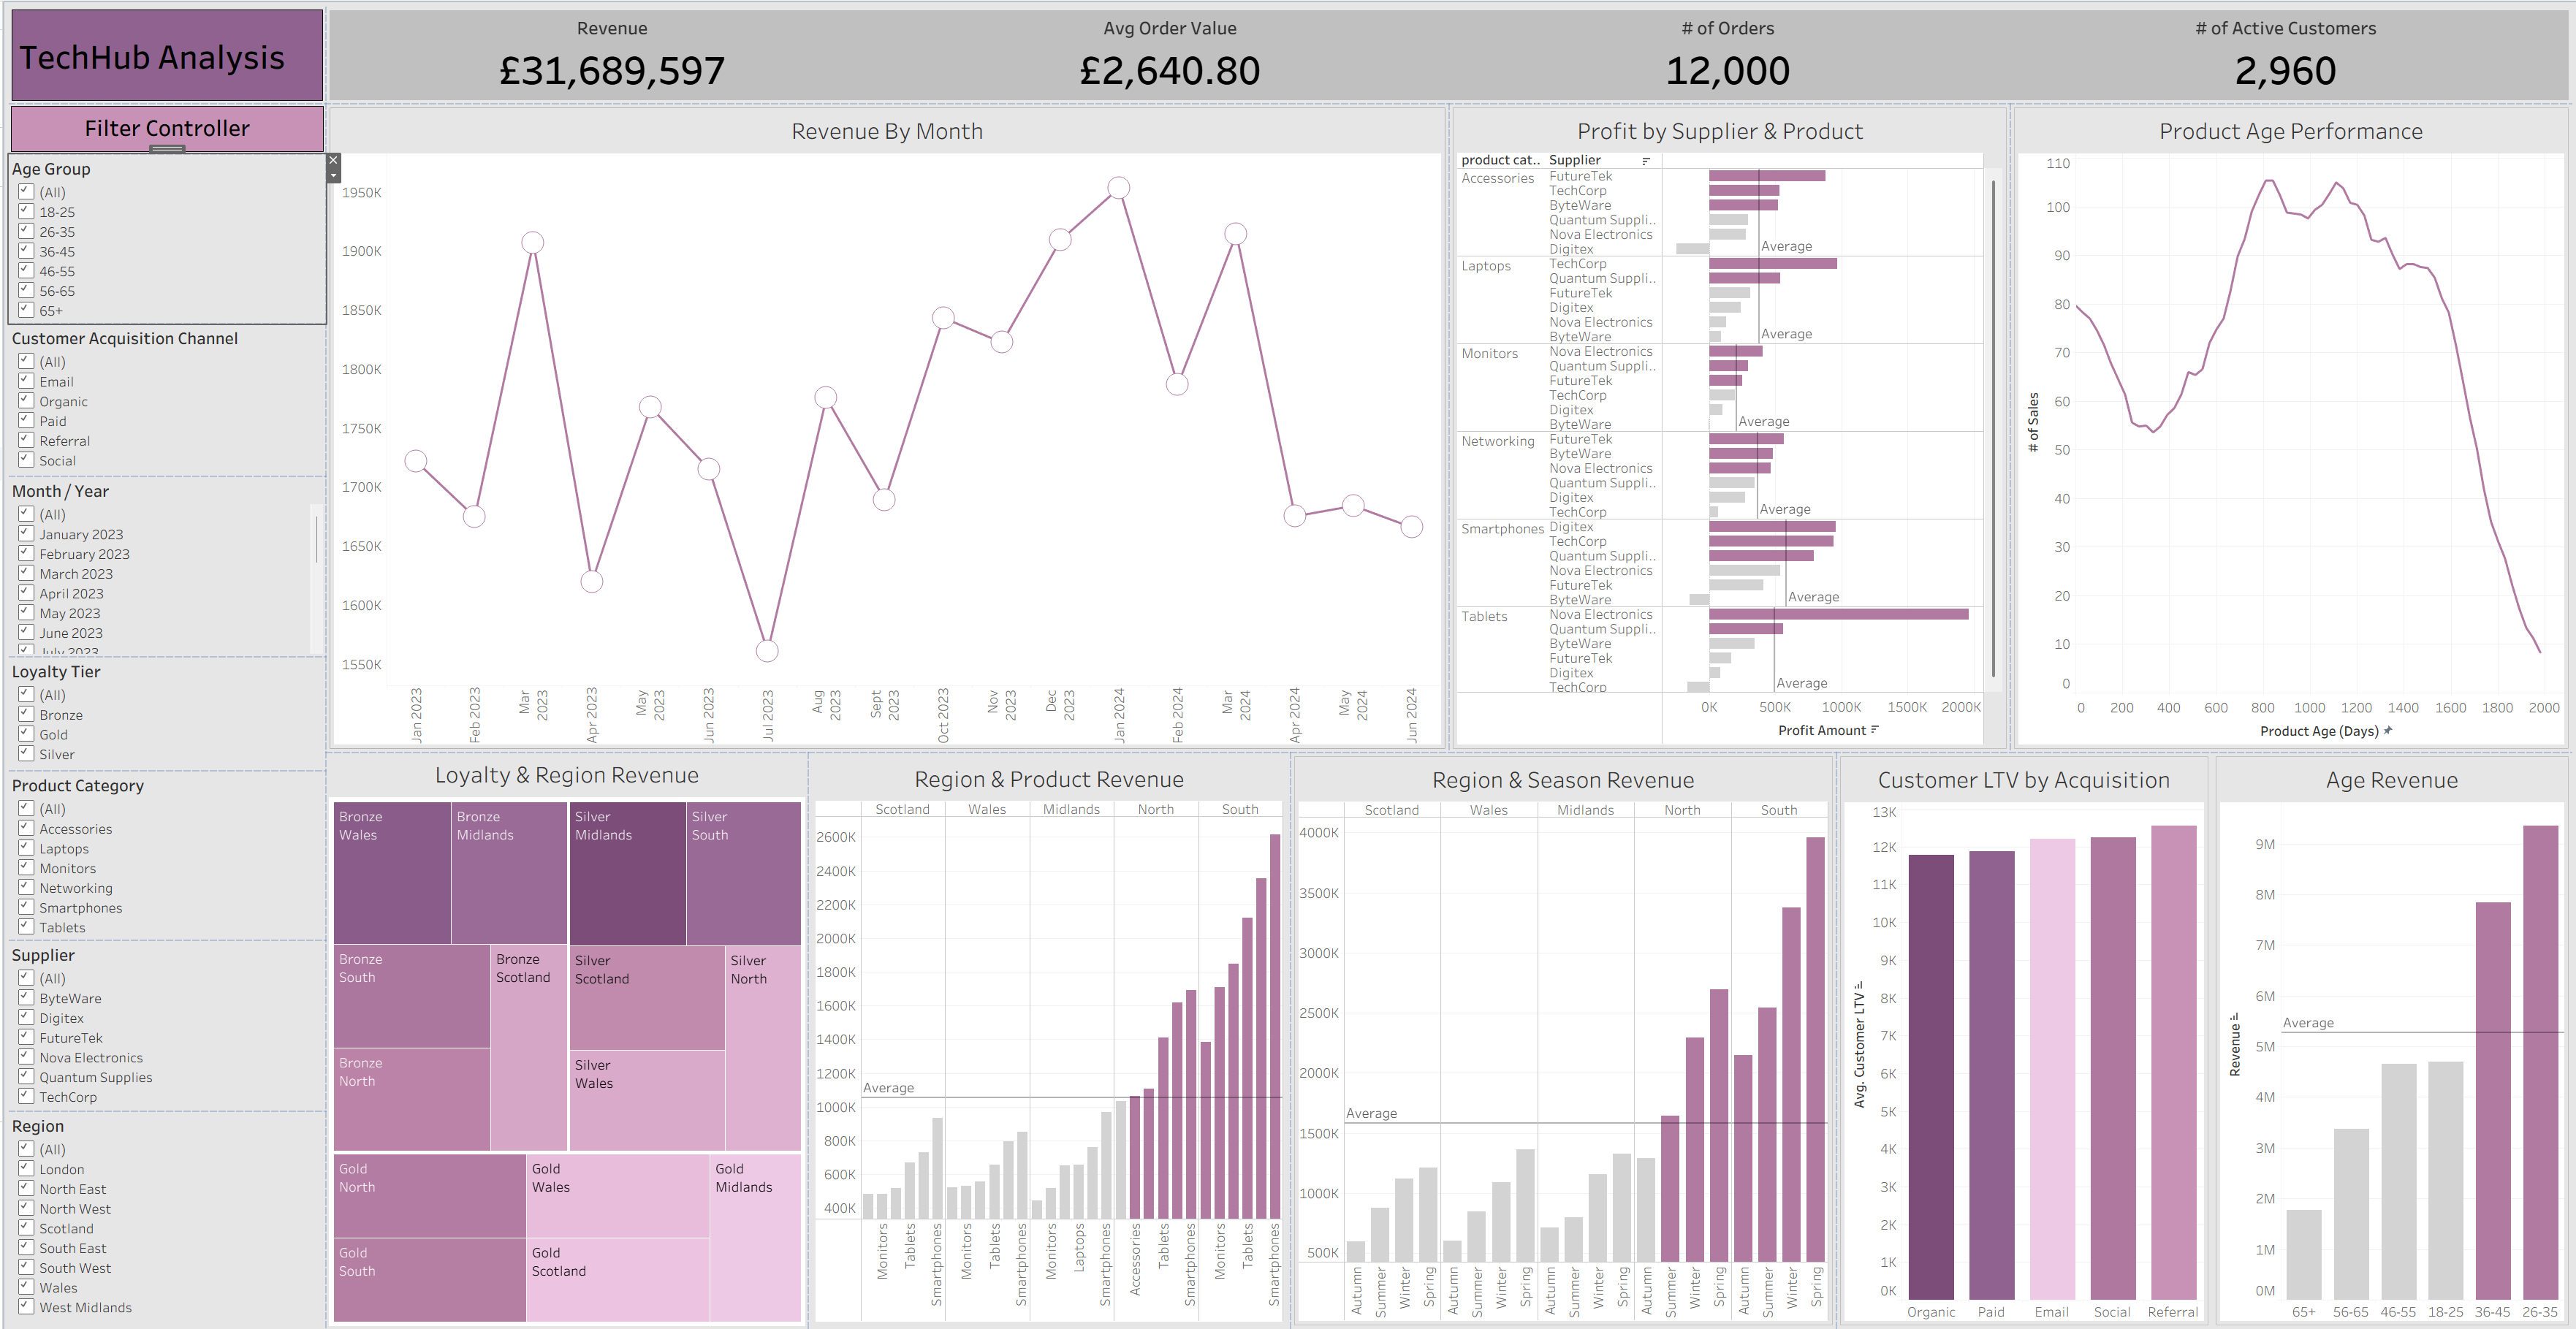 TechHub Analysis
Revenue
£31,689,597
Avg Order Value
£2,640.80
# of Orders
12,000
# of Active Customers
2,960
Filter Controller
Age Group
(All)
18-25
26-35
36-45
46-55
56-65
65+
Customer Acquisition Channel
(All)
Email
Organic
Paid
Referral
Social
Month / Year
(All)
January 2023
February 2023
March 2023
April 2023
May 2023
June 2023
July 2023
Loyalty Tier
(All)
Bronze
Gold
Silver
Product Category
(All)
Accessories
Laptops
Monitors
Networking
Smartphones
Tablets
Supplier
(All)
ByteWare
Digitex
FutureTek
Nova Electronics
Quantum Supplies
TechCorp
Region
(All)
London
North East
North West
Scotland
South East
South West
Wales
West Midlands
Revenue By Month
1950K
1900K
1850K
1800K
1750K
1700K
1650K
1600K
1550K
Jan 2023
Feb 2023
Mar
2023
Apr 2023
May
2023
Jun 2023
Jul 2023
Aug
2023
Sept
2023
Oct 2023
Nov
2023
Dec
2023
Jan 2024
Feb 2024
Mar
2024
Apr 2024
May
2024
Jun 2024
Profit by Supplier & Product
product cat.. Supplier
Accessories FutureTek
TechCorp
ByteWare
Quantum Suppli..
Nova Electronics
Digitex
Average
Laptops TechCorp
Quantum Suppli..
FutureTek
Digitex
Nova Electronics
ByteWare
Average
Monitors Nova Electronics
Quantum Suppli..
FutureTek
TechCorp
Digitex
ByteWare
Average
Networking FutureTek
ByteWare
Nova Electronics
Quantum Suppli..
Digitex
TechCorp
Average
Smartphones Digitex
TechCorp
Quantum Suppli..
Nova Electronics
FutureTek
ByteWare
Average
Tablets Nova Electronics
Quantum Suppli..
ByteWare
FutureTek
Digitex
TechCorp
Average
0K 500K 1000K 1500K 2000K
Profit Amount
Product Age Performance
# of Sales
110
100
90
80
70
60
50
40
30
20
10
0
0 200 400 600 800 1000 1200 1400 1600 1800 2000
Product Age (Days)
Loyalty & Region Revenue
Bronze
Wales
Bronze
Midlands
Silver
Midlands
Silver
South
Bronze
South
Bronze
Scotland
Silver
Scotland
Silver
North
Bronze
North
Silver
Wales
Gold
North
Gold
Wales
Gold
Midlands
Gold
South
Gold
Scotland
Region & Product Revenue
Scotland Wales Midlands North South
2600K
2400K
2200K
2000K
1800K
1600K
1400K
1200K
1000K
800K
600K
400K
Average
Monitors
Tablets
Smartphones
Monitors
Tablets
Smartphones
Monitors
Laptops
Smartphones
Accessories
Tablets
Smartphones
Monitors
Tablets
Smartphones
Region & Season Revenue
Scotland Wales Midlands North South
4000K
3500K
3000K
2500K
2000K
1500K
1000K
500K
Average
Autumn
Summer
Winter
Spring
Autumn
Summer
Winter
Spring
Autumn
Summer
Winter
Spring
Autumn
Summer
Winter
Spring
Autumn
Summer
Winter
Spring
Customer LTV by Acquisition
Avg. Customer LTV
13K
12K
11K
10K
9K
8K
7K
6K
5K
4K
3K
2K
1K
0K
Organic Paid Email Social Referral
Age Revenue
Revenue
9M
8M
7M
6M
5M
4M
3M
2M
1M
0M
Average
65+ 56-65 46-55 18-25 36-45 26-35